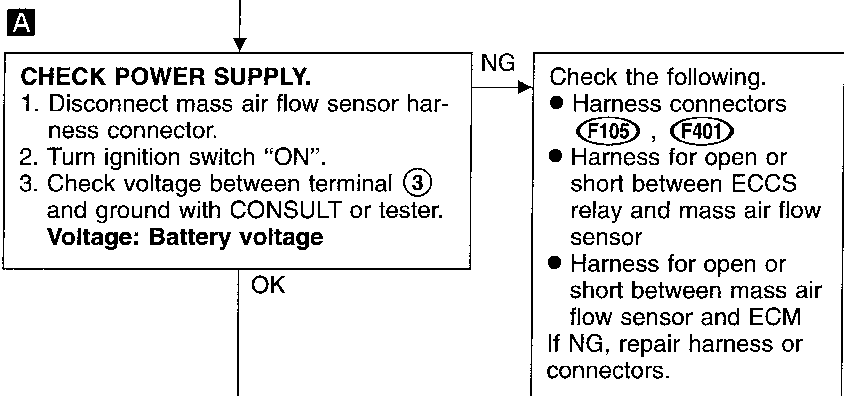 A
CHECK POWER SUPPLY.
1. Disconnect mass air flow sensor har-
ness connector.
2. Turn ignition switch “ON”.
3. Check voltage between terminal ③
and ground with CONSULT or tester.
Voltage: Battery voltage
NG
OK
Check the following.
● Harness connectors
F105 , F401
● Harness for open or
short between ECCS
relay and mass air flow
sensor
● Harness for open or
short between mass air
flow sensor and ECM
If NG, repair harness or
connectors.